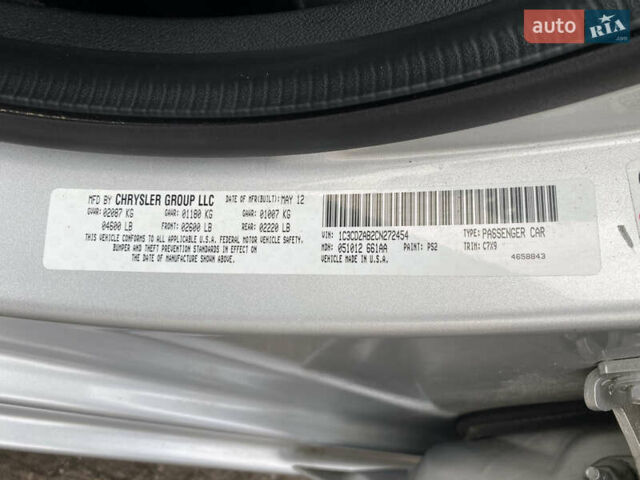 auto RIA.com
MFD BY CHRYSLER GROUP LLC DATE OF MFR(BUILT): MAY 12
GVWR: 02087 KG GAWR: 01180 KG GAWR: 01007 KG
04600 LB FRONT: 02600 LB REAR: 02220 LB
THIS VEHICLE CONFORMS TO ALL APPLICABLE U.S.A. FEDERAL MOTOR VEHICLE SAFETY,
BUMPER AND THEFT PREVENTION STANDARDS IN EFFECT ON
THE DATE OF MANUFACTURE SHOWN ABOVE.
VIN: 1C3CDZAB2CN272454 TYPE: PASSENGER CAR
MDH: 051012 661AA PAINT: PS2 TRIM: C7X9
VEHICLE MADE IN U.S.A. 4658843